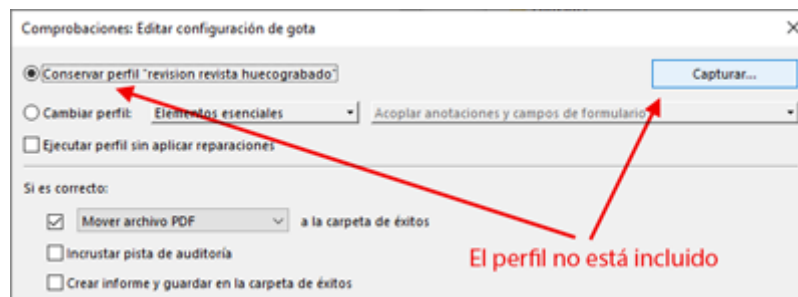 Comprobaciones: Editar configuración de gota
Conservar perfil "revision revista huecograbado"
Capturar...
Cambiar perfil: Elementos esenciales Acoplar anotaciones y campos de formulario
Ejecutar perfil sin aplicar reparaciones
Si es correcto:
Mover archivo PDF a la carpeta de éxitos
Incrustar pista de auditoría
El perfil no está incluido
Crear informe y guardar en la carpeta de éxitos